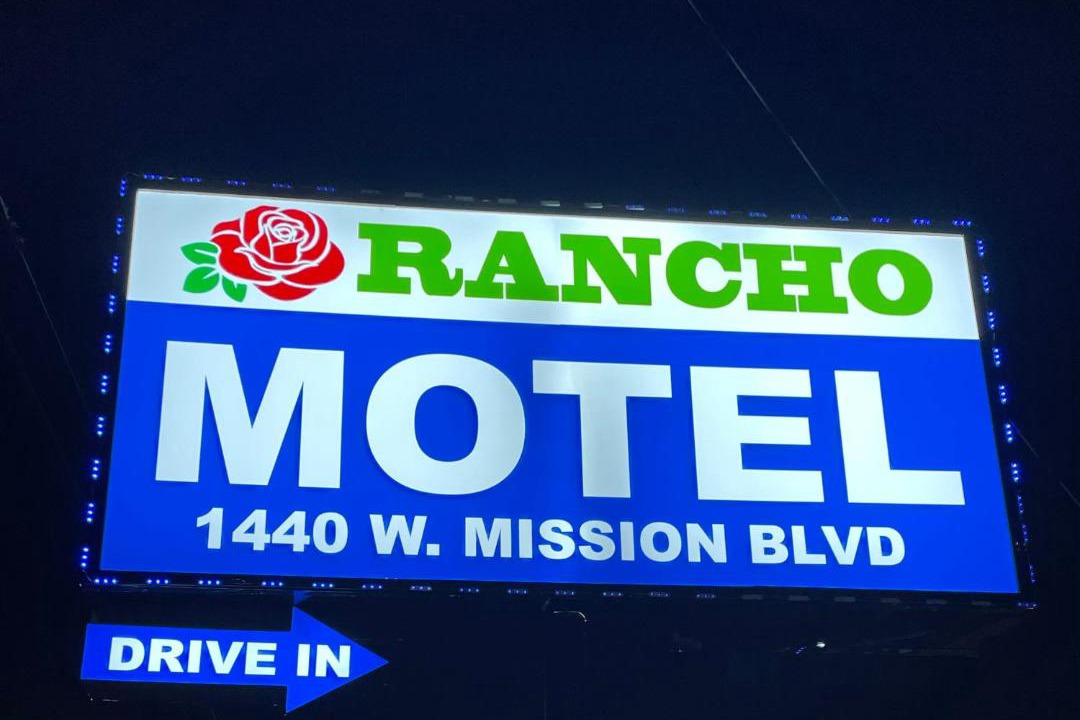 RANCHO
MOTEL
1440 W. MISSION BLVD
DRIVE IN